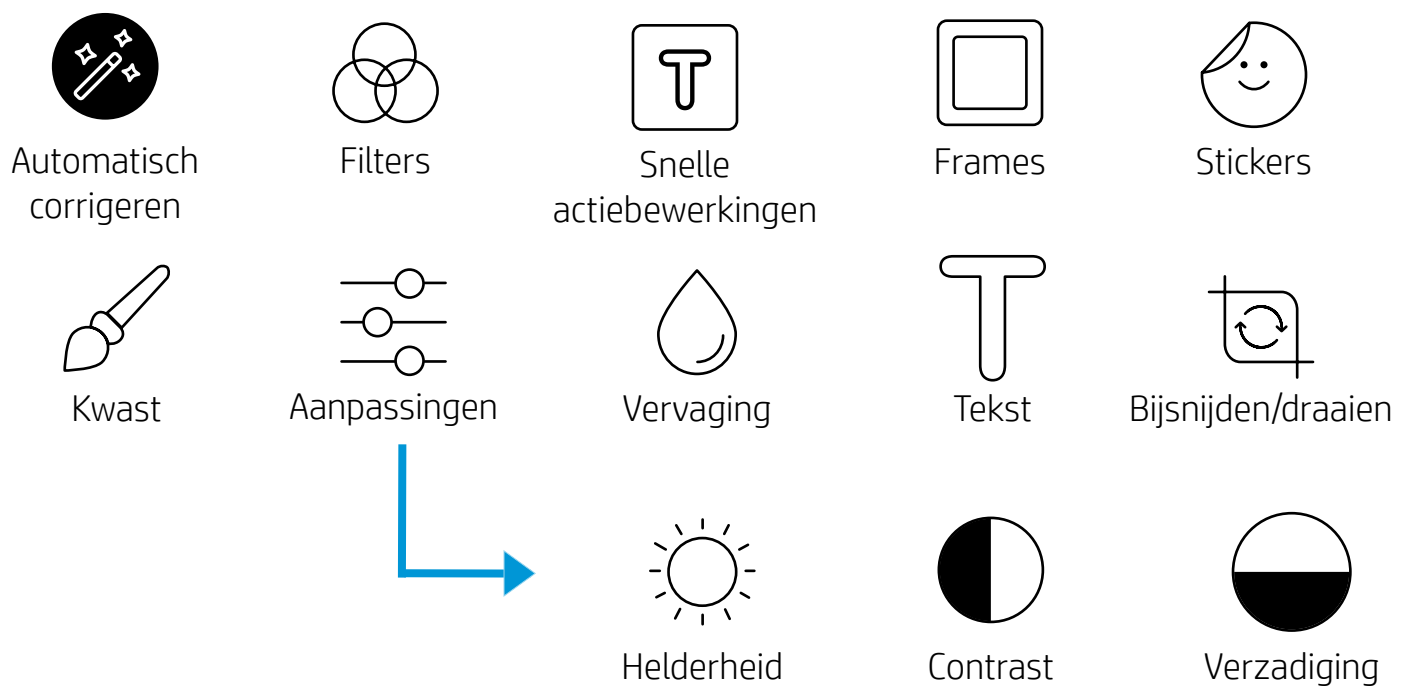 Automatisch
corrigeren
Filters
T
Snelle
actiebewerkingen
Frames
Stickers
Kwast
Aanpassingen
Vervaging
T
Tekst
Bijsnijden/draaien
Helderheid
Contrast
Verzadiging